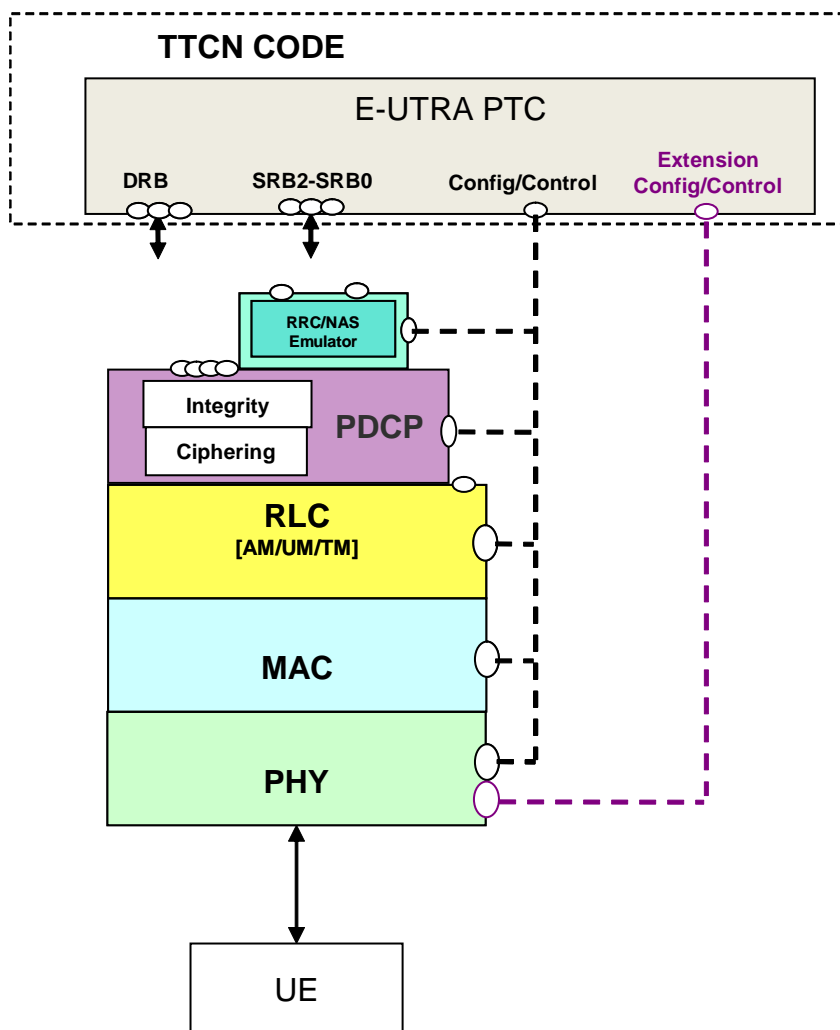 TTCN CODE
E-UTRA PTC
DRB
SRB2-SRB0
Config/Control
Extension
Config/Control
RRC/NAS
Emulator
Integrity
Ciphering
PDCP
RLC
[AM/UM/TM]
MAC
PHY
UE